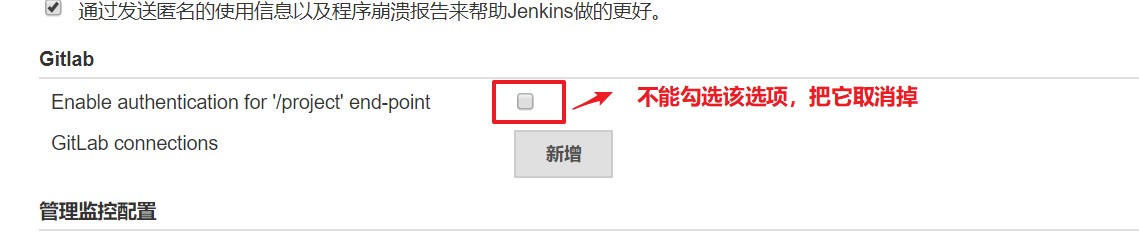 通过发送匿名的使用信息以及程序崩溃报告来帮助Jenkins做的更好。
Gitlab
Enable authentication for '/project' end-point
不能勾选该选项，把它取消掉
GitLab connections
新增
管理监控配置